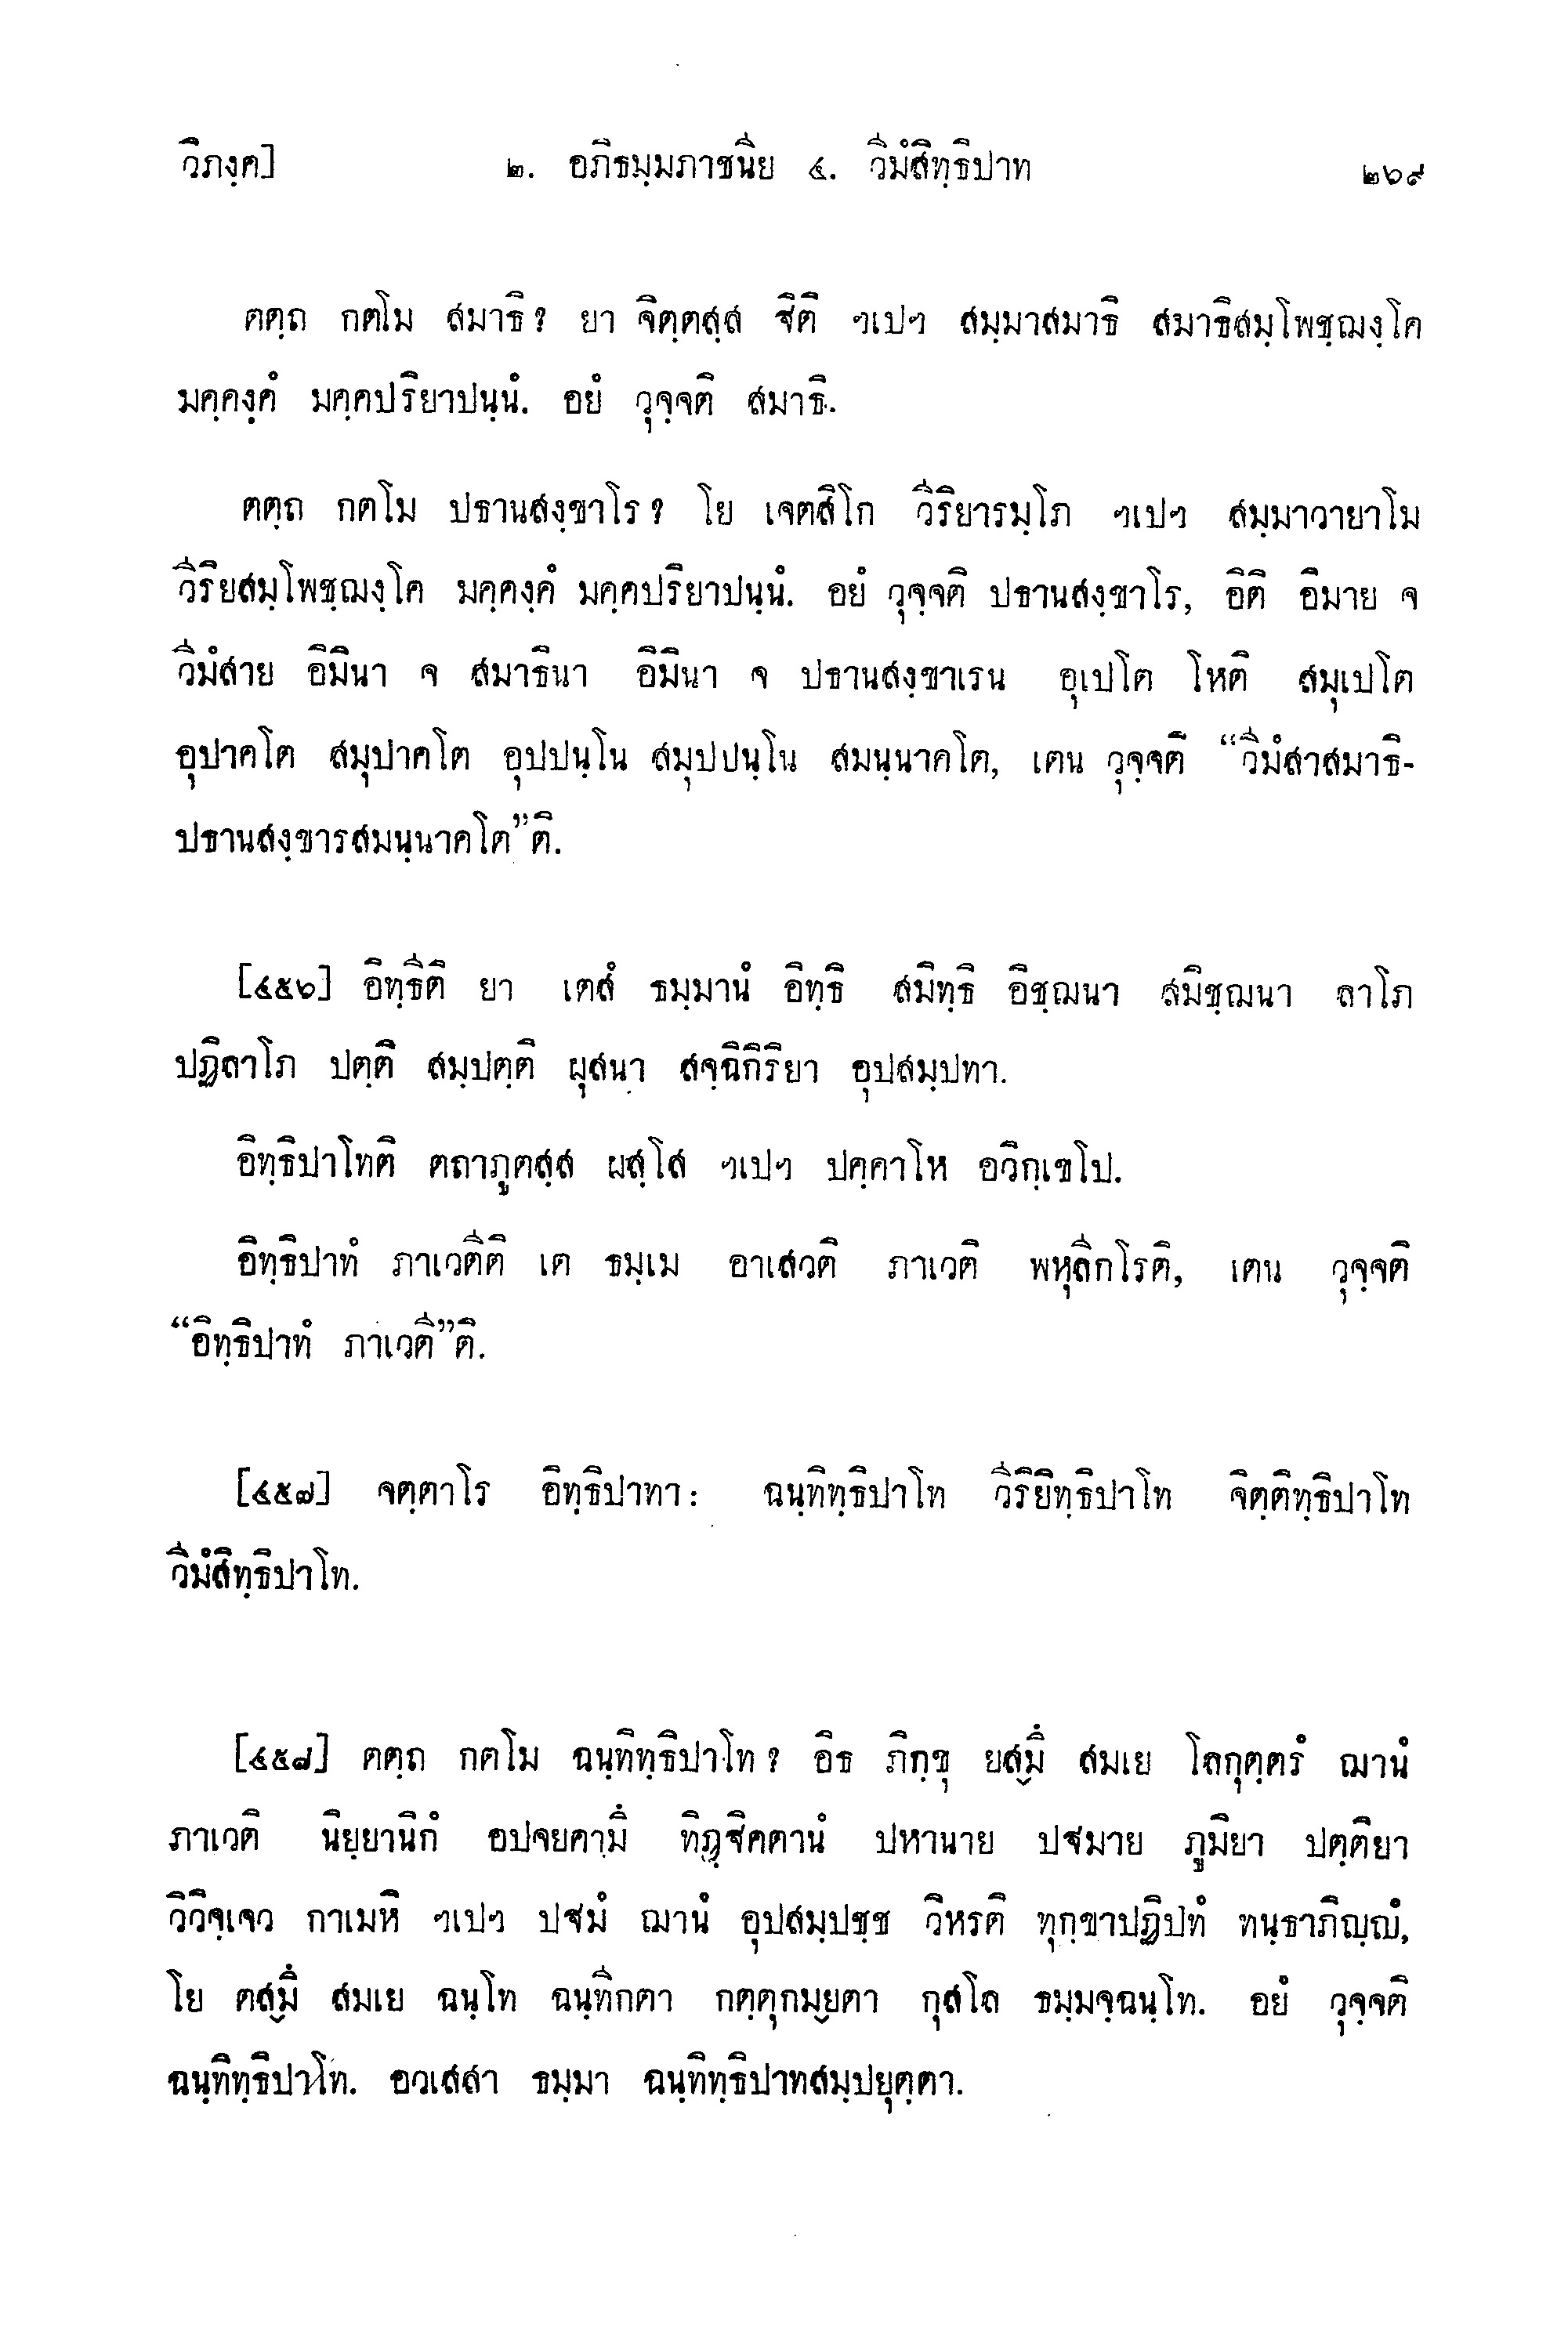 วิภงฺค]	๒. อภิธมฺมภาชนีย ๔. วีมํสิทฺธิปาท	๒๖๙
ตตฺถ กตโม สมาธิ? ยา จิตฺตสฺส ฐิติ ฯเปฯ สมฺมาสมาธิ สมาธิสมฺโพชฺฌงฺโค
มคฺคงฺคํ มคฺคปริยาปนฺนํ. อยํ วุจฺจติ สมาธิ.
ตตฺถ กตโม ปธานสงฺขาโร? โย เจตสิโก วีริยารมฺโภ ฯเปฯ สมฺมาวายาโม
วีริยสมฺโพชฺฌงฺโค มคฺคงฺคํ มคฺคปริยาปนฺนํ. อยํ วุจฺจติ ปธานสงฺขาโร, อิติ อิมาย จ
วีมํสาย อิมินา จ สมาธินา อิมินา จ ปธานสงฺขาเรน อุเปโต โหติ สมุเปโต
อุปาคโต สมุปาคโต อุปปนฺโน สมุปปนฺโน สมนฺนาคโต, เตน วุจฺจติ “วีมํสาสมาธิ-
ปธานสงฺขารสมนฺนาคโต”ติ.
[๔๕๖] อิทฺธีติ ยา เตสํ ธมฺมานํ อิทฺธิ สมิทฺธิ อิชฺฌนา สมิชฺฌนา ลาโภ
ปฏิลาโภ ปตฺติ สมฺปตฺติ ผุสนา สจฺฉิกิริยา อุปสมฺปทา.
อิทฺธิปาโทติ ตถาภูตสฺส ผสฺโส ฯเปฯ ปคฺคาโห อวิกฺเขโป.
อิทฺธิปาทํ ภาเวตีติ เต ธมฺเม อาเสวติ ภาเวติ พหุลีกโรติ, เตน วุจฺจติ
“อิทฺธิปาทํ ภาเวตี”ติ.
[๔๕๗] จตฺตาโร อิทฺธิปาทา: ฉนฺทิทฺธิปาโท วีริยิทฺธิปาโท จิตฺติทฺธิปาโท
วีมํสิทฺธิปาโท.
[๔๕๘] ตตฺถ กตโม ฉนฺทิทฺธิปาโท? อิธ ภิกฺขุ ยสฺมิํ สมเย โลกุตฺตรํ ฌานํ
ภาเวติ นิยฺยานิกํ อปจยคามิํ ทิฏฺฐิคตานํ ปหานาย ปฐมาย ภูมิยา ปตฺติยา
วิวิจฺเจว กาเมหิ ฯเปฯ ปฐมํ ฌานํ อุปสมฺปชฺช วิหรติ ทุกฺขาปฏิปทํ ทนฺธาภิญฺญํ,
โย ตสฺมิํ สมเย ฉนฺโท ฉนฺทีกตา กตฺตุกมฺยตา กุสโล ธมฺมจฺฉนฺโท. อยํ วุจฺจติ
ฉนฺทิทฺธิปาโท. อวเสสา ธมฺมา ฉนฺทิทฺธิปาทสมฺปยุตฺตา.